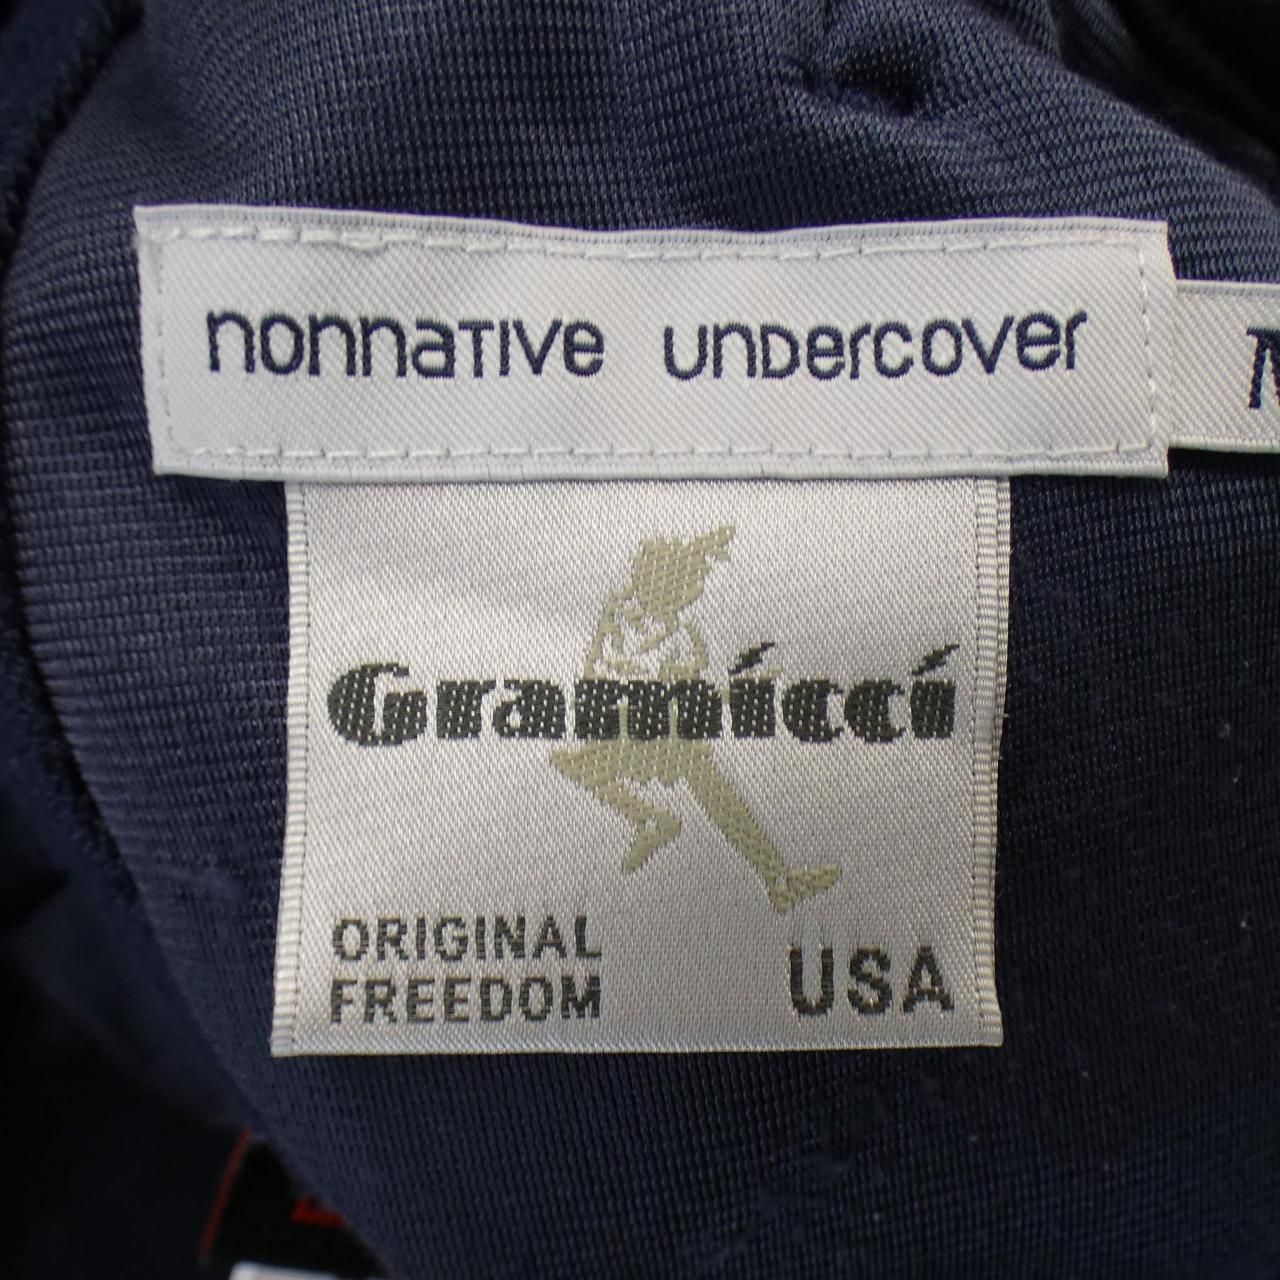 nonnative undercover
Gramicci
ORIGINAL
FREEDOM
USA